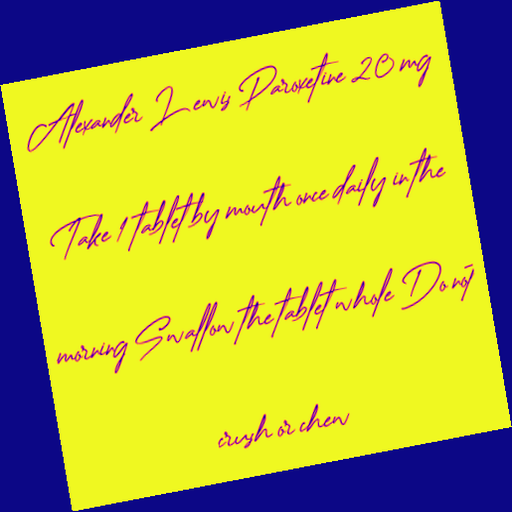 Alexander Lewis Paroxetine 20 mg
Take 1 tablet by mouth once daily in the
morning Swallow the tablet whole Do not
crush or chew